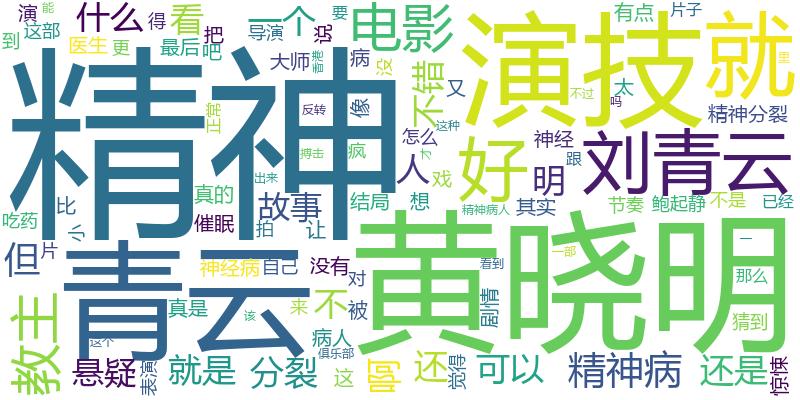 演
能
什么
得
看
一个
要
电影
有点
片子
就
到
这部
医生
更
最后
吧
把
导演
说
大师
香港
病
没
不错
又
太
不过
里
吗
精神
演技
正常
反转
像
这种
精神分裂
搏击
疯
怎么
才
人
好
神经
明
跟
刘青云
出来
真的
结局
想
戏
精神病人
其实
节奏
鲍起静
不是
已经
吃药
比
小
催眠
故事
拍
让
但
片
青云
神经病
自己
没有
对
不
黄晓明
看到
一部
一
那么
教主
真是
来
被
剧情
猜到
这个
该
病人
俱乐部
悬疑
表演
就是
分裂
这
啊
还
觉得
可以
精神病
还是
惊悚